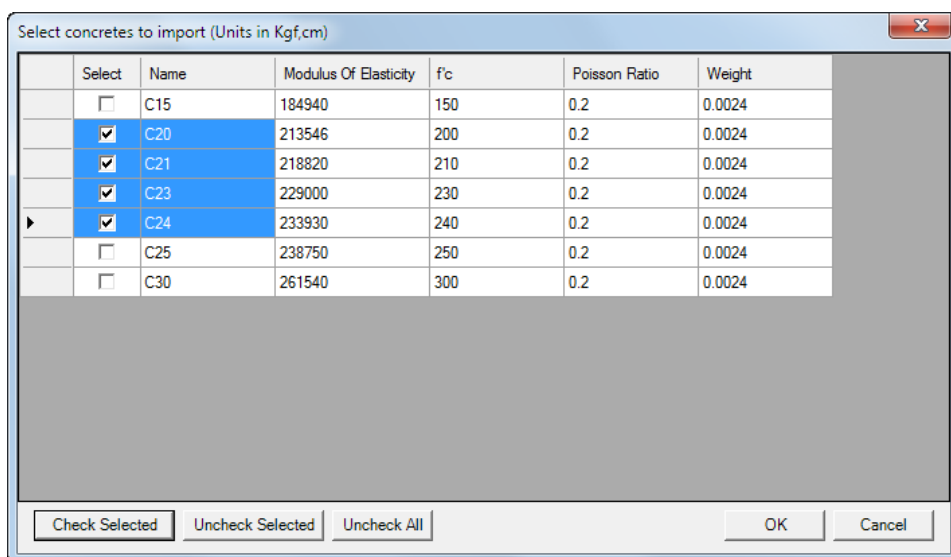 Select concretes to import (Units in Kgf,cm)
Select Name Modulus Of Elasticity f'c Poisson Ratio Weight
C15 184940 150 0.2 0.0024
C20 213546 200 0.2 0.0024
C21 218820 210 0.2 0.0024
C23 229000 230 0.2 0.0024
C24 233930 240 0.2 0.0024
C25 238750 250 0.2 0.0024
C30 261540 300 0.2 0.0024
Check Selected Uncheck Selected Uncheck All OK Cancel